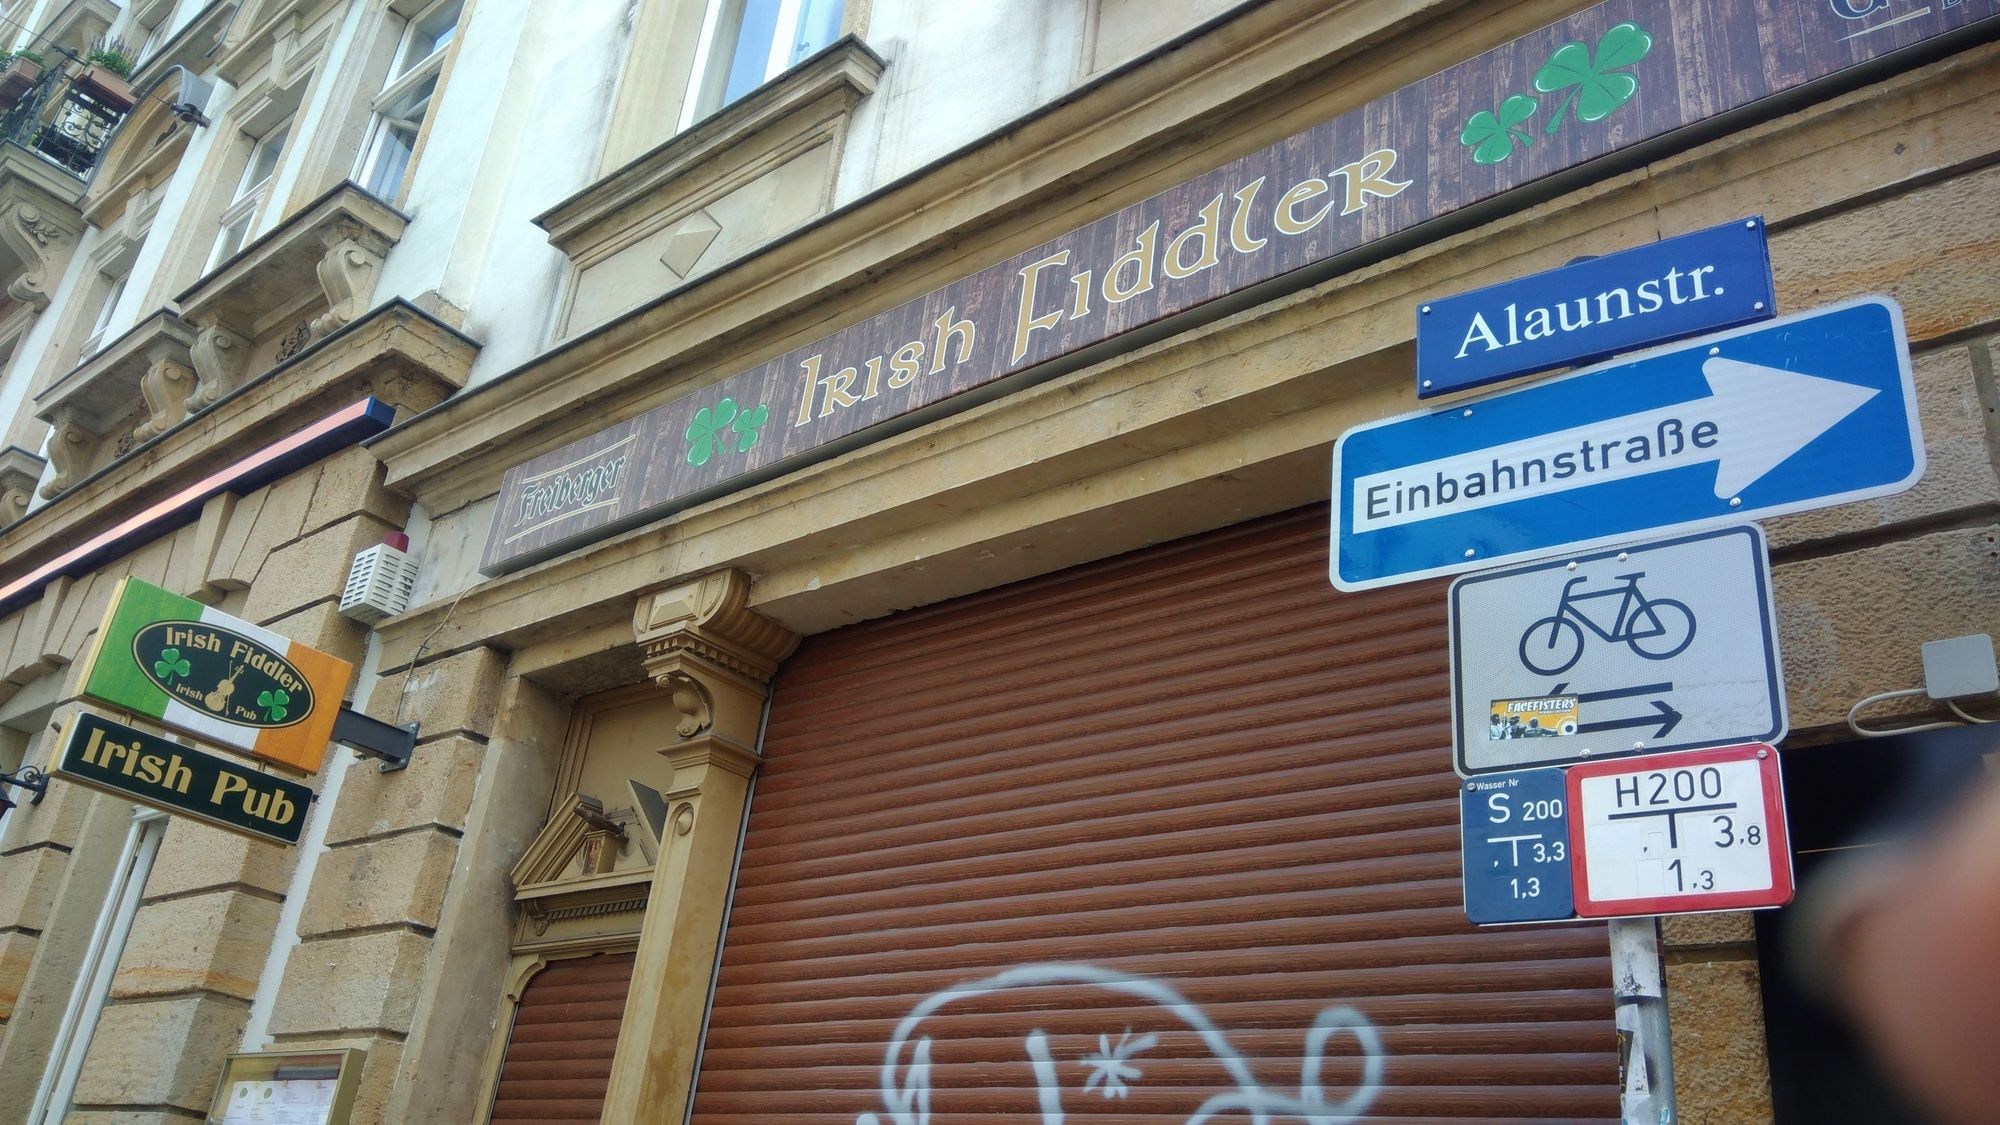 Freiberger
Irish Fiddler
Alaunstr.
Einbahnstraße
FACEFISTERS
Wasser Nr
S 200
, T 3,3
1,3
H200
, T 3,8
1,3
Irish Fiddler
Irish
Pub
Irish Pub